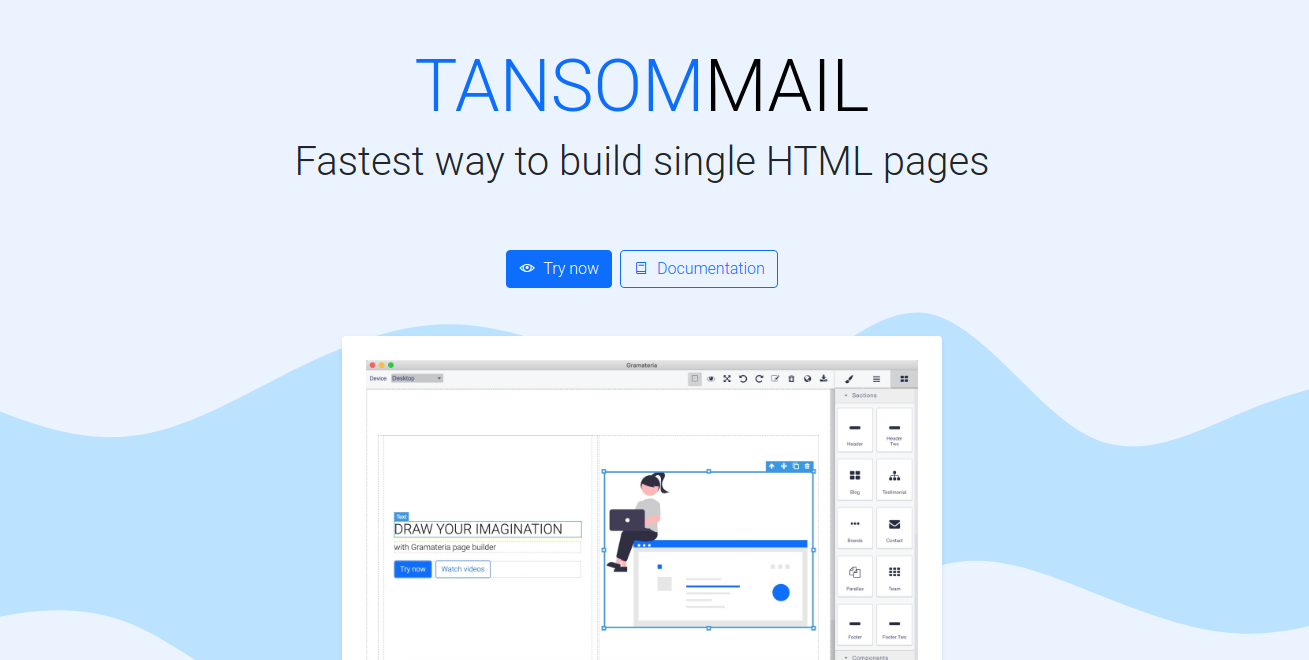 TANSOMMAIL
Fastest way to build single HTML pages
Try now
Documentation
Gramateria
Device
Desktop
Sections
Header
Header
Two
Blog
Testimonial
Text
DRAW YOUR IMAGINATION
with Gramateria page builder
Brands
Contact
Try now
Watch videos
Team
Footer
Footer Two
Components